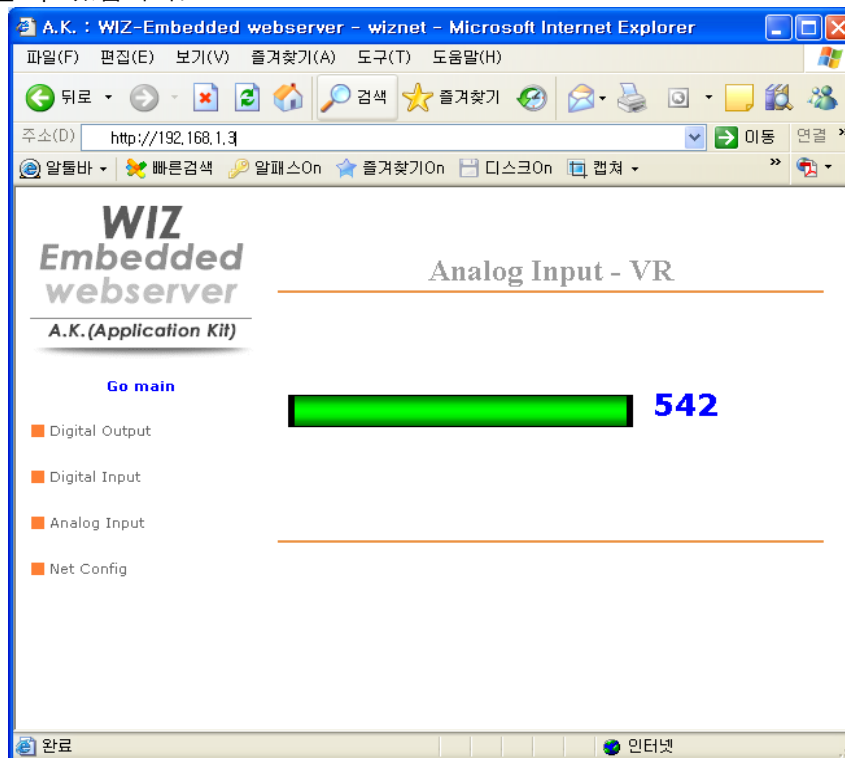 A.K. : WIZ-Embedded webserver - wiznet - Microsoft Internet Explorer
파일(F) 편집(E) 보기(V) 즐겨찾기(A) 도구(T) 도움말(H)
뒤로 검색 즐겨찾기
주소(D) http://192.168.1.3 이동 연결 »
알툴바 빠른검색 알패스On 즐겨찾기On 디스크On 캡쳐 »
WIZ
Embedded
webserver
A.K.(Application Kit)
Analog Input - VR
Go main
542
Digital Output
Digital Input
Analog Input
Net Config
완료 인터넷